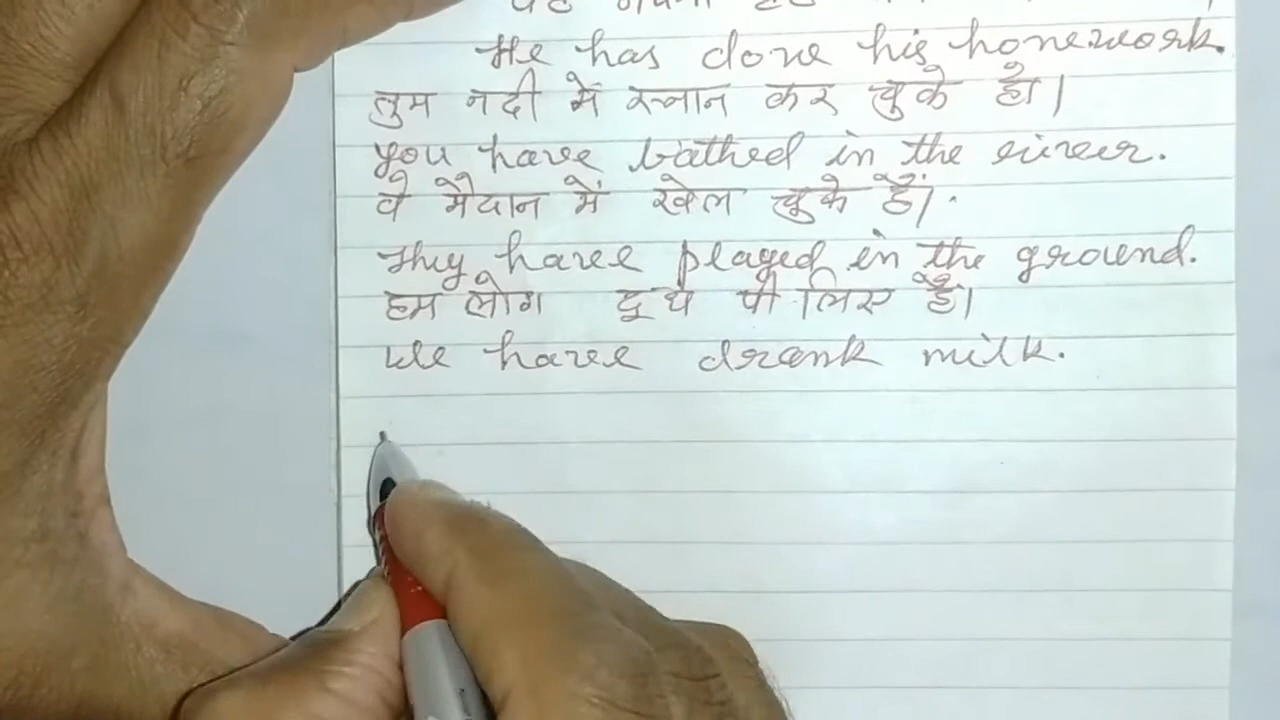 He has done his homework.
तुम नदी में स्नान कर चुके हो।
you have bathed in the river.
वे मैदान में खेल चुके हैं।
They have played in the ground.
हम लोग दूध पी लिए हैं।
We have drank milk.